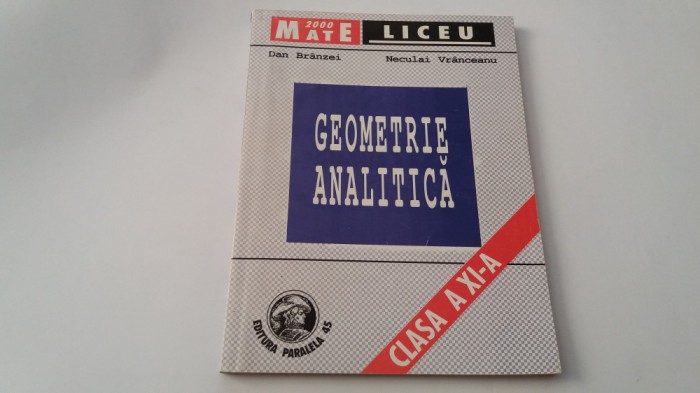 2000
MATE LICEU
Dan Brânzei Neculai Vrânceanu
GEOMETRIE
ANALITICĂ
CLASA A XI-A
EDITURA PARALELA 45